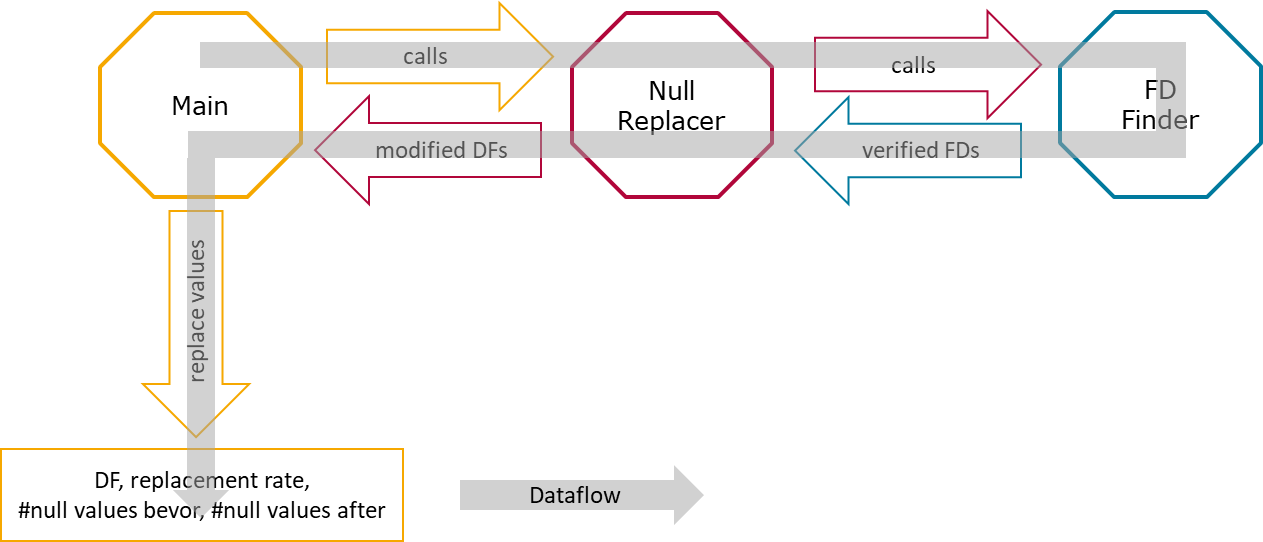 Main
calls
Null
Replacer
calls
FD
Finder
modified DFs
verified FDs
replace values
DF, replacement rate,
#null values bevor, #null values after
Dataflow